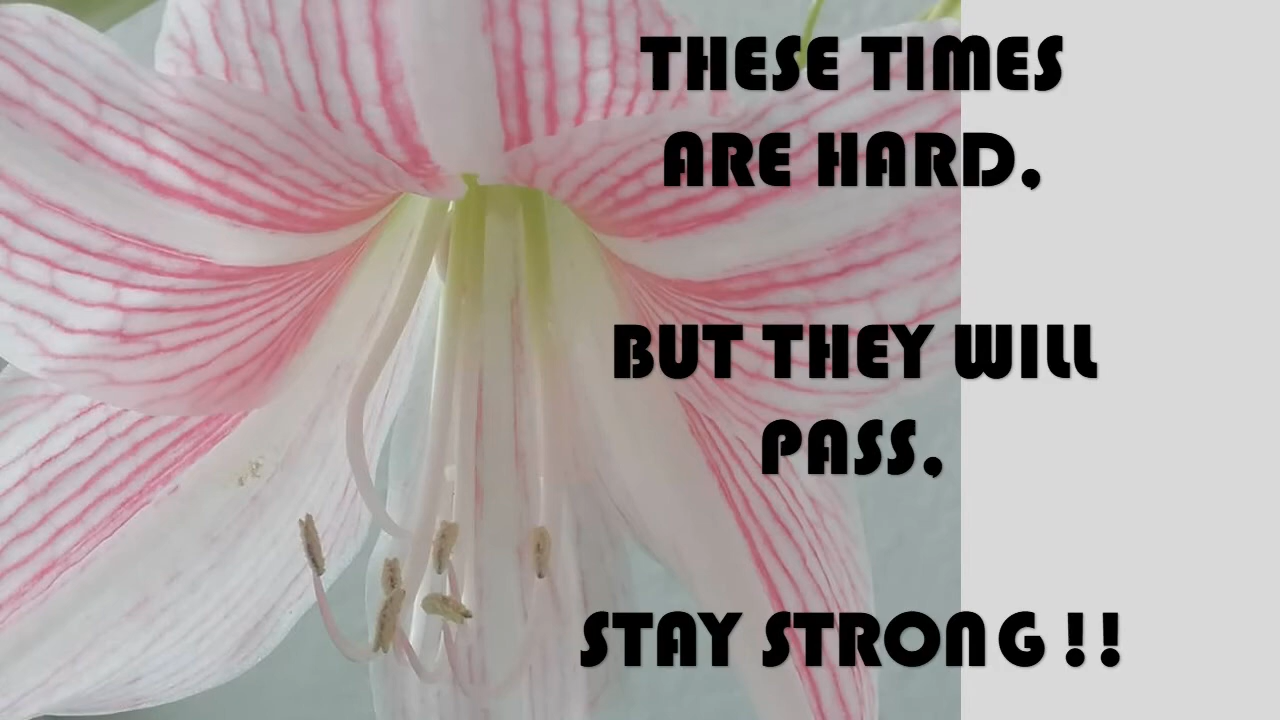 THESE TIMES
ARE HARD,
BUT THEY WILL
PASS,
STAY STRONG !!